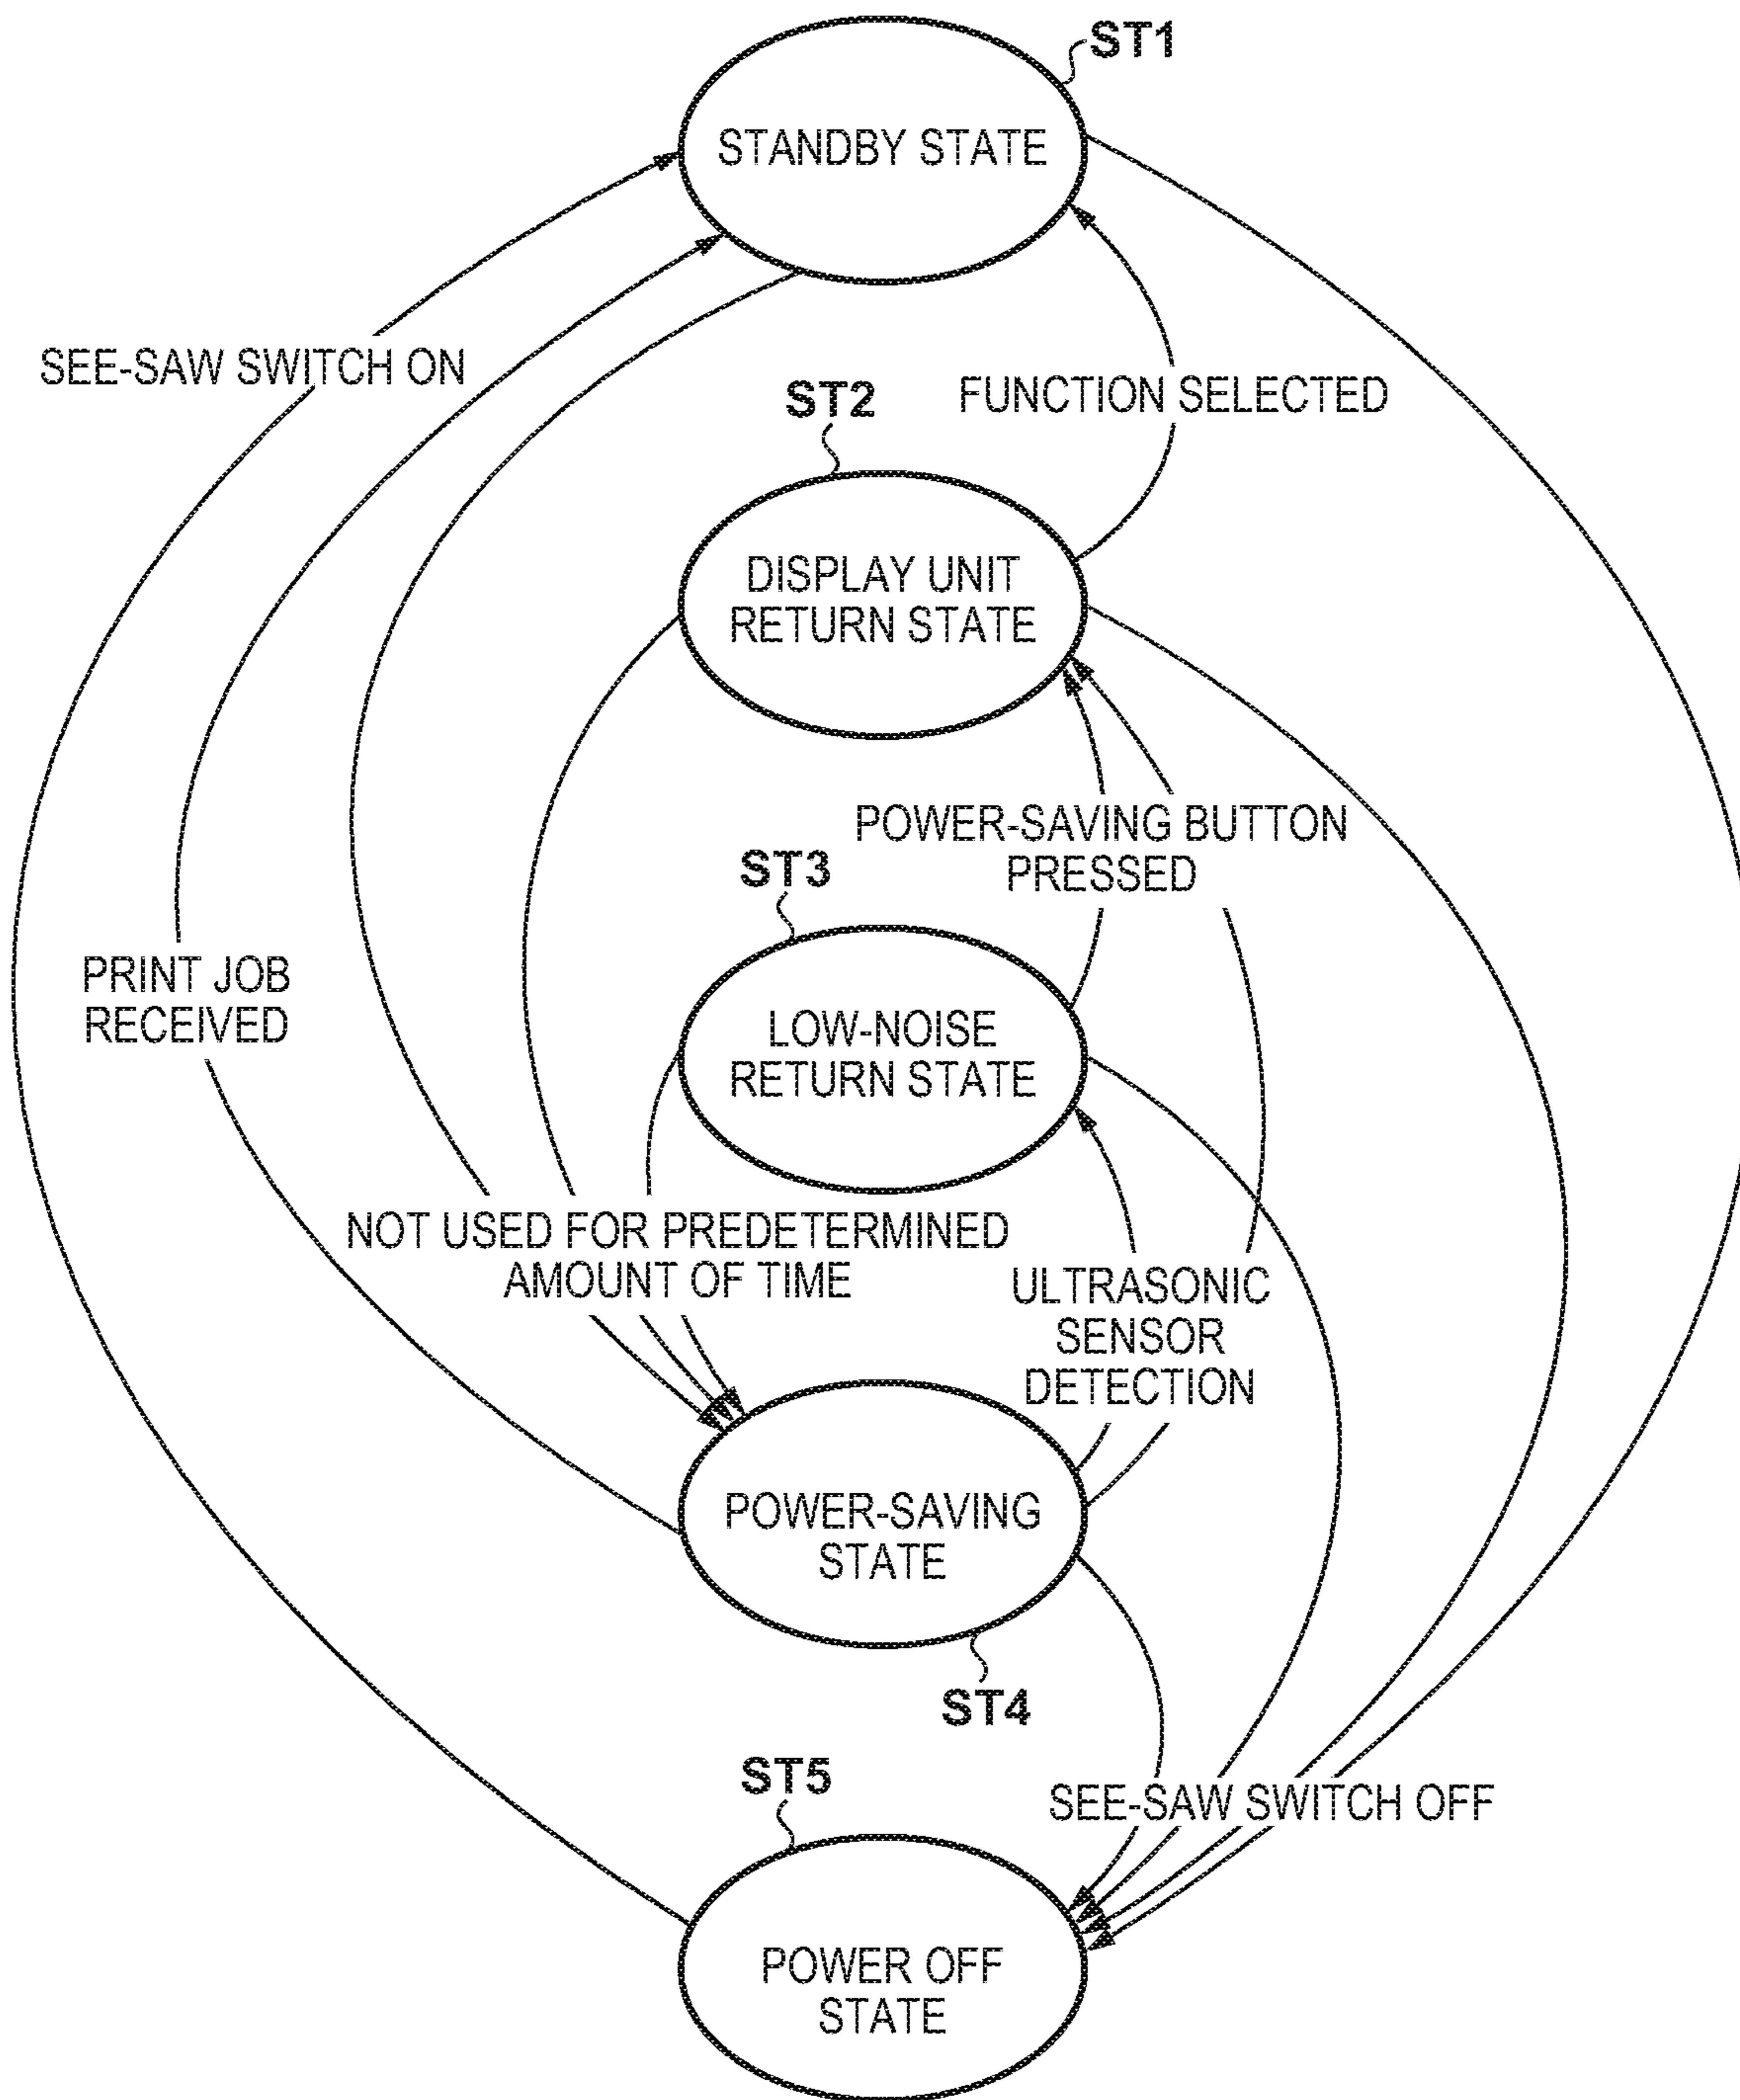 ST1
STANDBY STATE
SEE-SAW SWITCH ON
FUNCTION SELECTED
ST2
DISPLAY UNIT
RETURN STATE
POWER-SAVING BUTTON
PRESSED
ST3
PRINT JOB
RECEIVED
LOW-NOISE
RETURN STATE
NOT USED FOR PREDETERMINED
AMOUNT OF TIME
ULTRASONIC
SENSOR
DETECTION
POWER-SAVING
STATE
ST4
ST5
SEE-SAW SWITCH OFF
POWER OFF
STATE